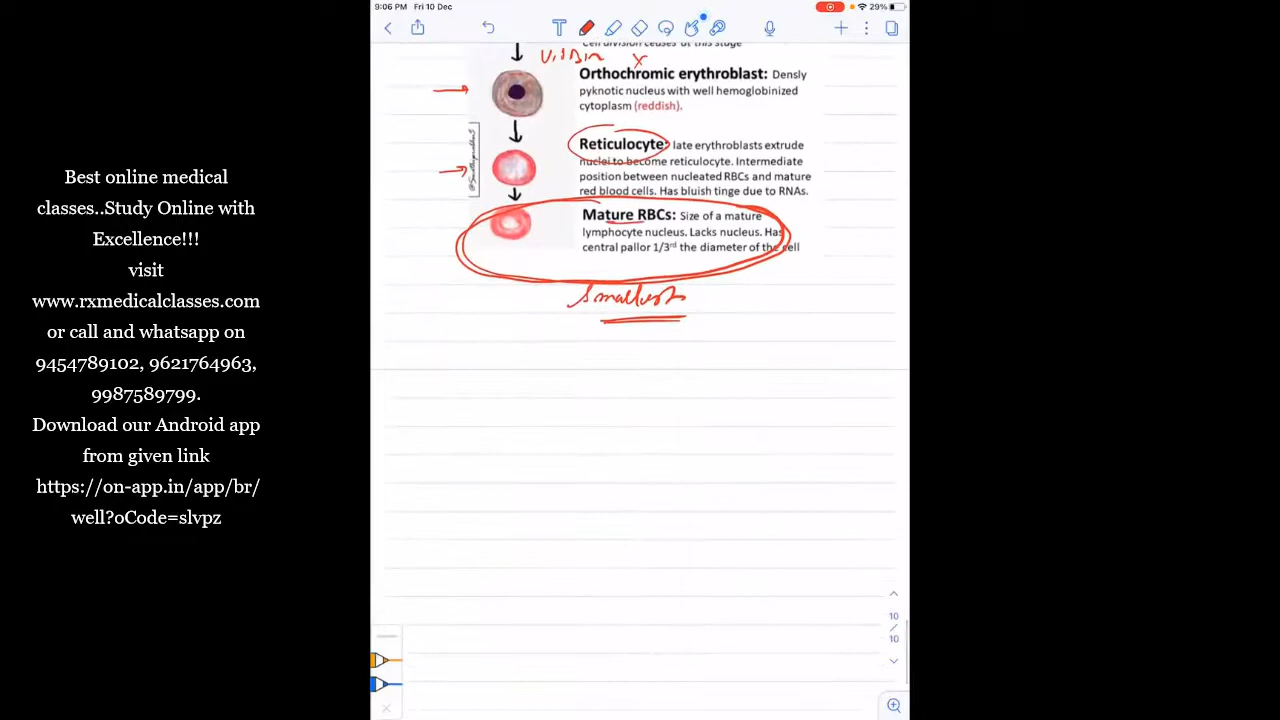 9:06 PM Fri 10 Dec
29%
Best online medical
classes..Study Online with
Excellence!!!
visit
www.rxmedicalclasses.com
or call and whatsapp on
9454789102, 9621764963,
9987589799.
Download our Android app
from given link
https://on-app.in/app/br/
well?oCode=slvpz
Cell division ceases at this stage
X
Orthochromic erythroblast: Densly
pyknotic nucleus with well hemoglobinized
cytoplasm (reddish).
Reticulocyte: late erythroblasts extrude
nuclei to become reticulocyte. Intermediate
position between nucleated RBCs and mature
red blood cells. Has bluish tinge due to RNAs.
Mature RBCs: Size of a mature
lymphocyte nucleus. Lacks nucleus. Has
central pallor 1/3rd the diameter of the cell
Smallest
10
/
10